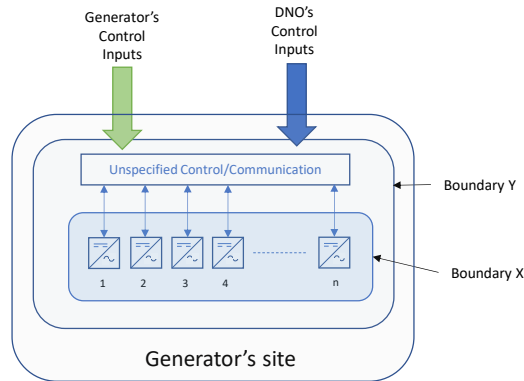 Generator's
Control
Inputs
DNO's
Control
Inputs
Unspecified Control/Communication
Boundary Y
Boundary X
1 2 3 4 n
Generator's site